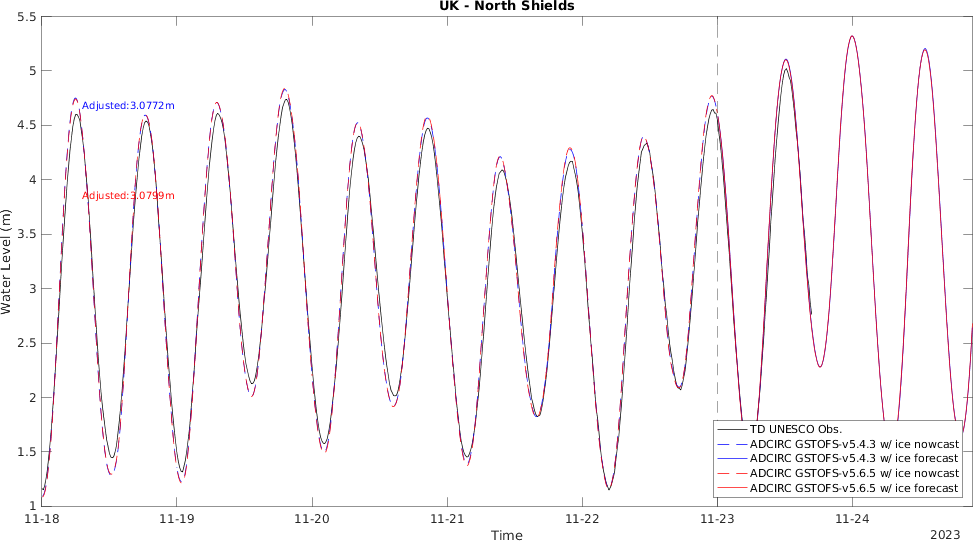 UK - North Shields
5.5
5
4.5
4
3.5
3
2.5
2
1.5
1
Water Level (m)
Adjusted:3.0772m
Adjusted:3.0799m
TD UNESCO Obs.
ADCIRC GSTOFS-v5.4.3 w/ ice nowcast
ADCIRC GSTOFS-v5.4.3 w/ ice forecast
ADCIRC GSTOFS-v5.6.5 w/ ice nowcast
ADCIRC GSTOFS-v5.6.5 w/ ice forecast
11-18 11-19 11-20 11-21 11-22 11-23 11-24
Time
2023